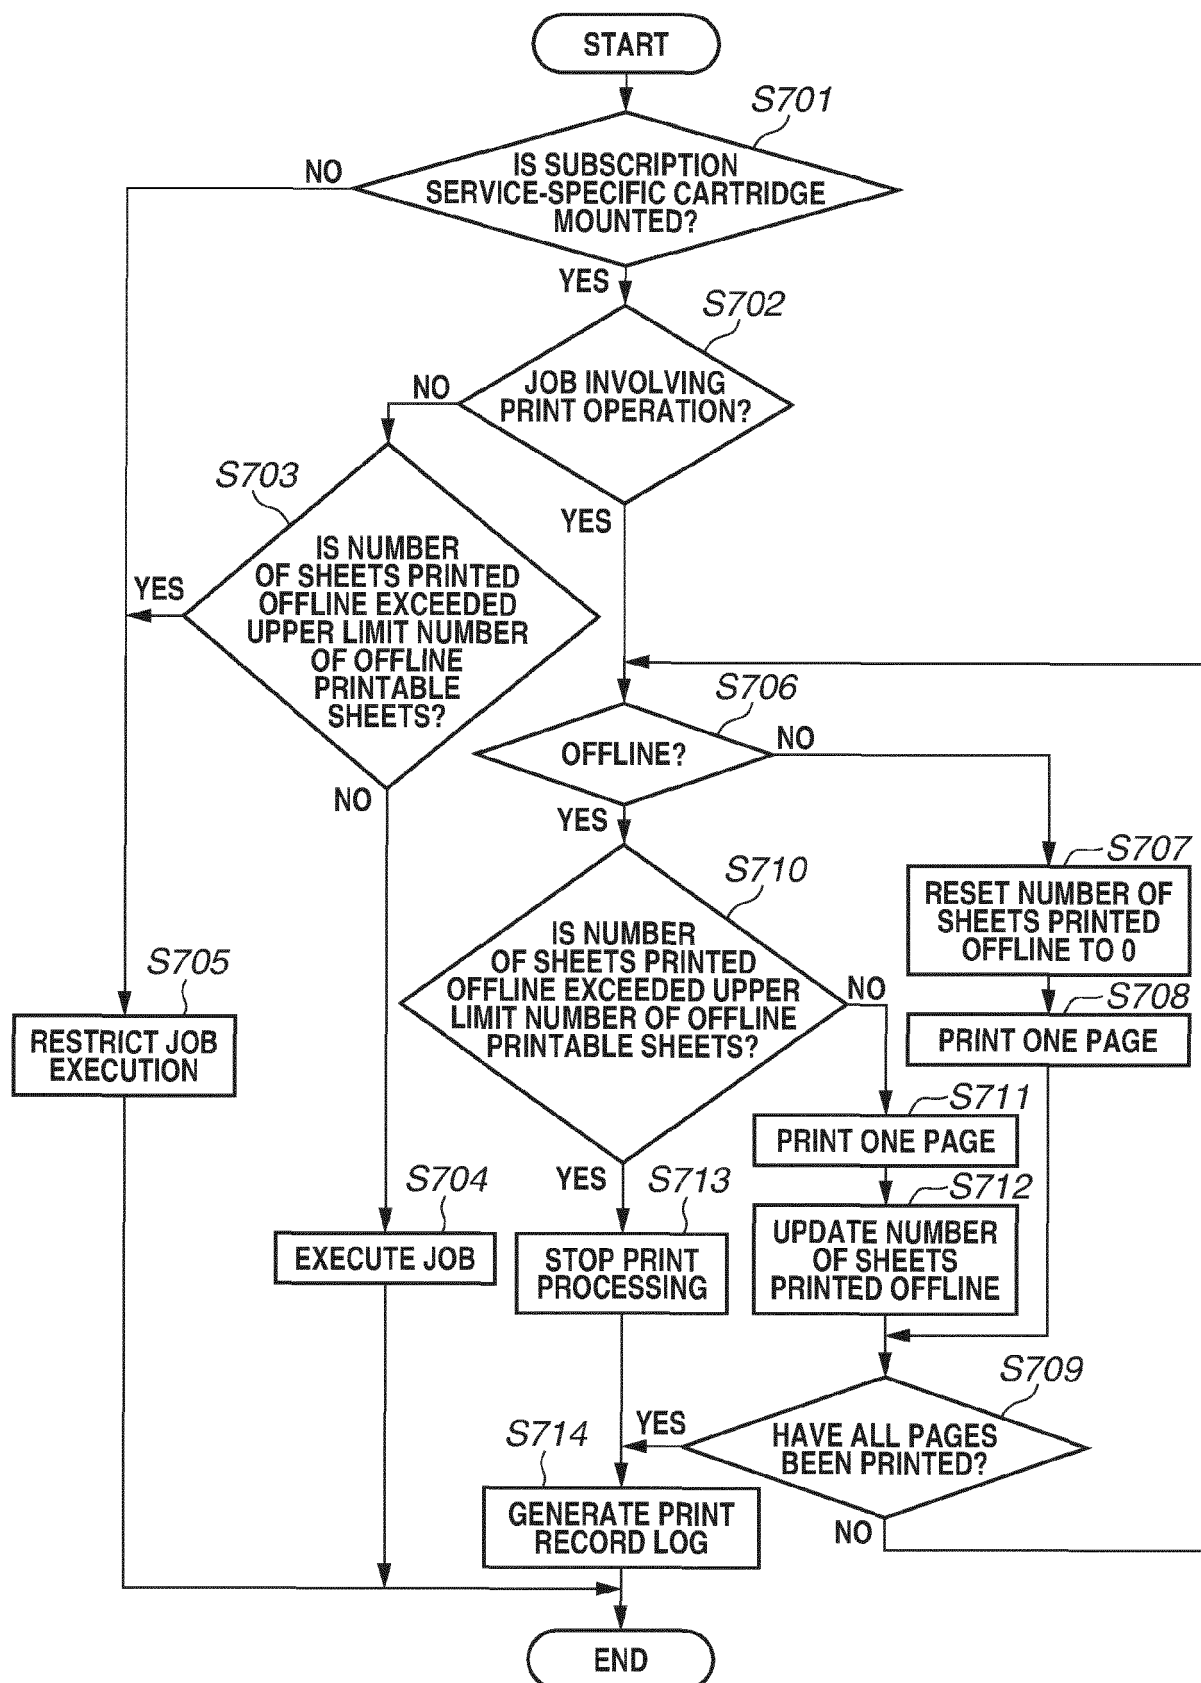 START
S701
IS SUBSCRIPTION
SERVICE-SPECIFIC CARTRIDGE
MOUNTED?
NO
YES
S702
JOB INVOLVING
PRINT OPERATION?
NO
YES
S703
IS NUMBER
OF SHEETS PRINTED
OFFLINE EXCEEDED
UPPER LIMIT NUMBER
OF OFFLINE
PRINTABLE
SHEETS?
YES
NO
S706
OFFLINE?
NO
YES
S707
RESET NUMBER OF
SHEETS PRINTED
OFFLINE TO 0
S710
IS NUMBER
OF SHEETS PRINTED
OFFLINE EXCEEDED UPPER
LIMIT NUMBER OF OFFLINE
PRINTABLE SHEETS?
NO
YES
S705
RESTRICT JOB
EXECUTION
S708
PRINT ONE PAGE
S711
PRINT ONE PAGE
S704
EXECUTE JOB
S713
STOP PRINT
PROCESSING
S712
UPDATE NUMBER
OF SHEETS
PRINTED OFFLINE
S709
HAVE ALL PAGES
BEEN PRINTED?
YES
NO
S714
GENERATE PRINT
RECORD LOG
END